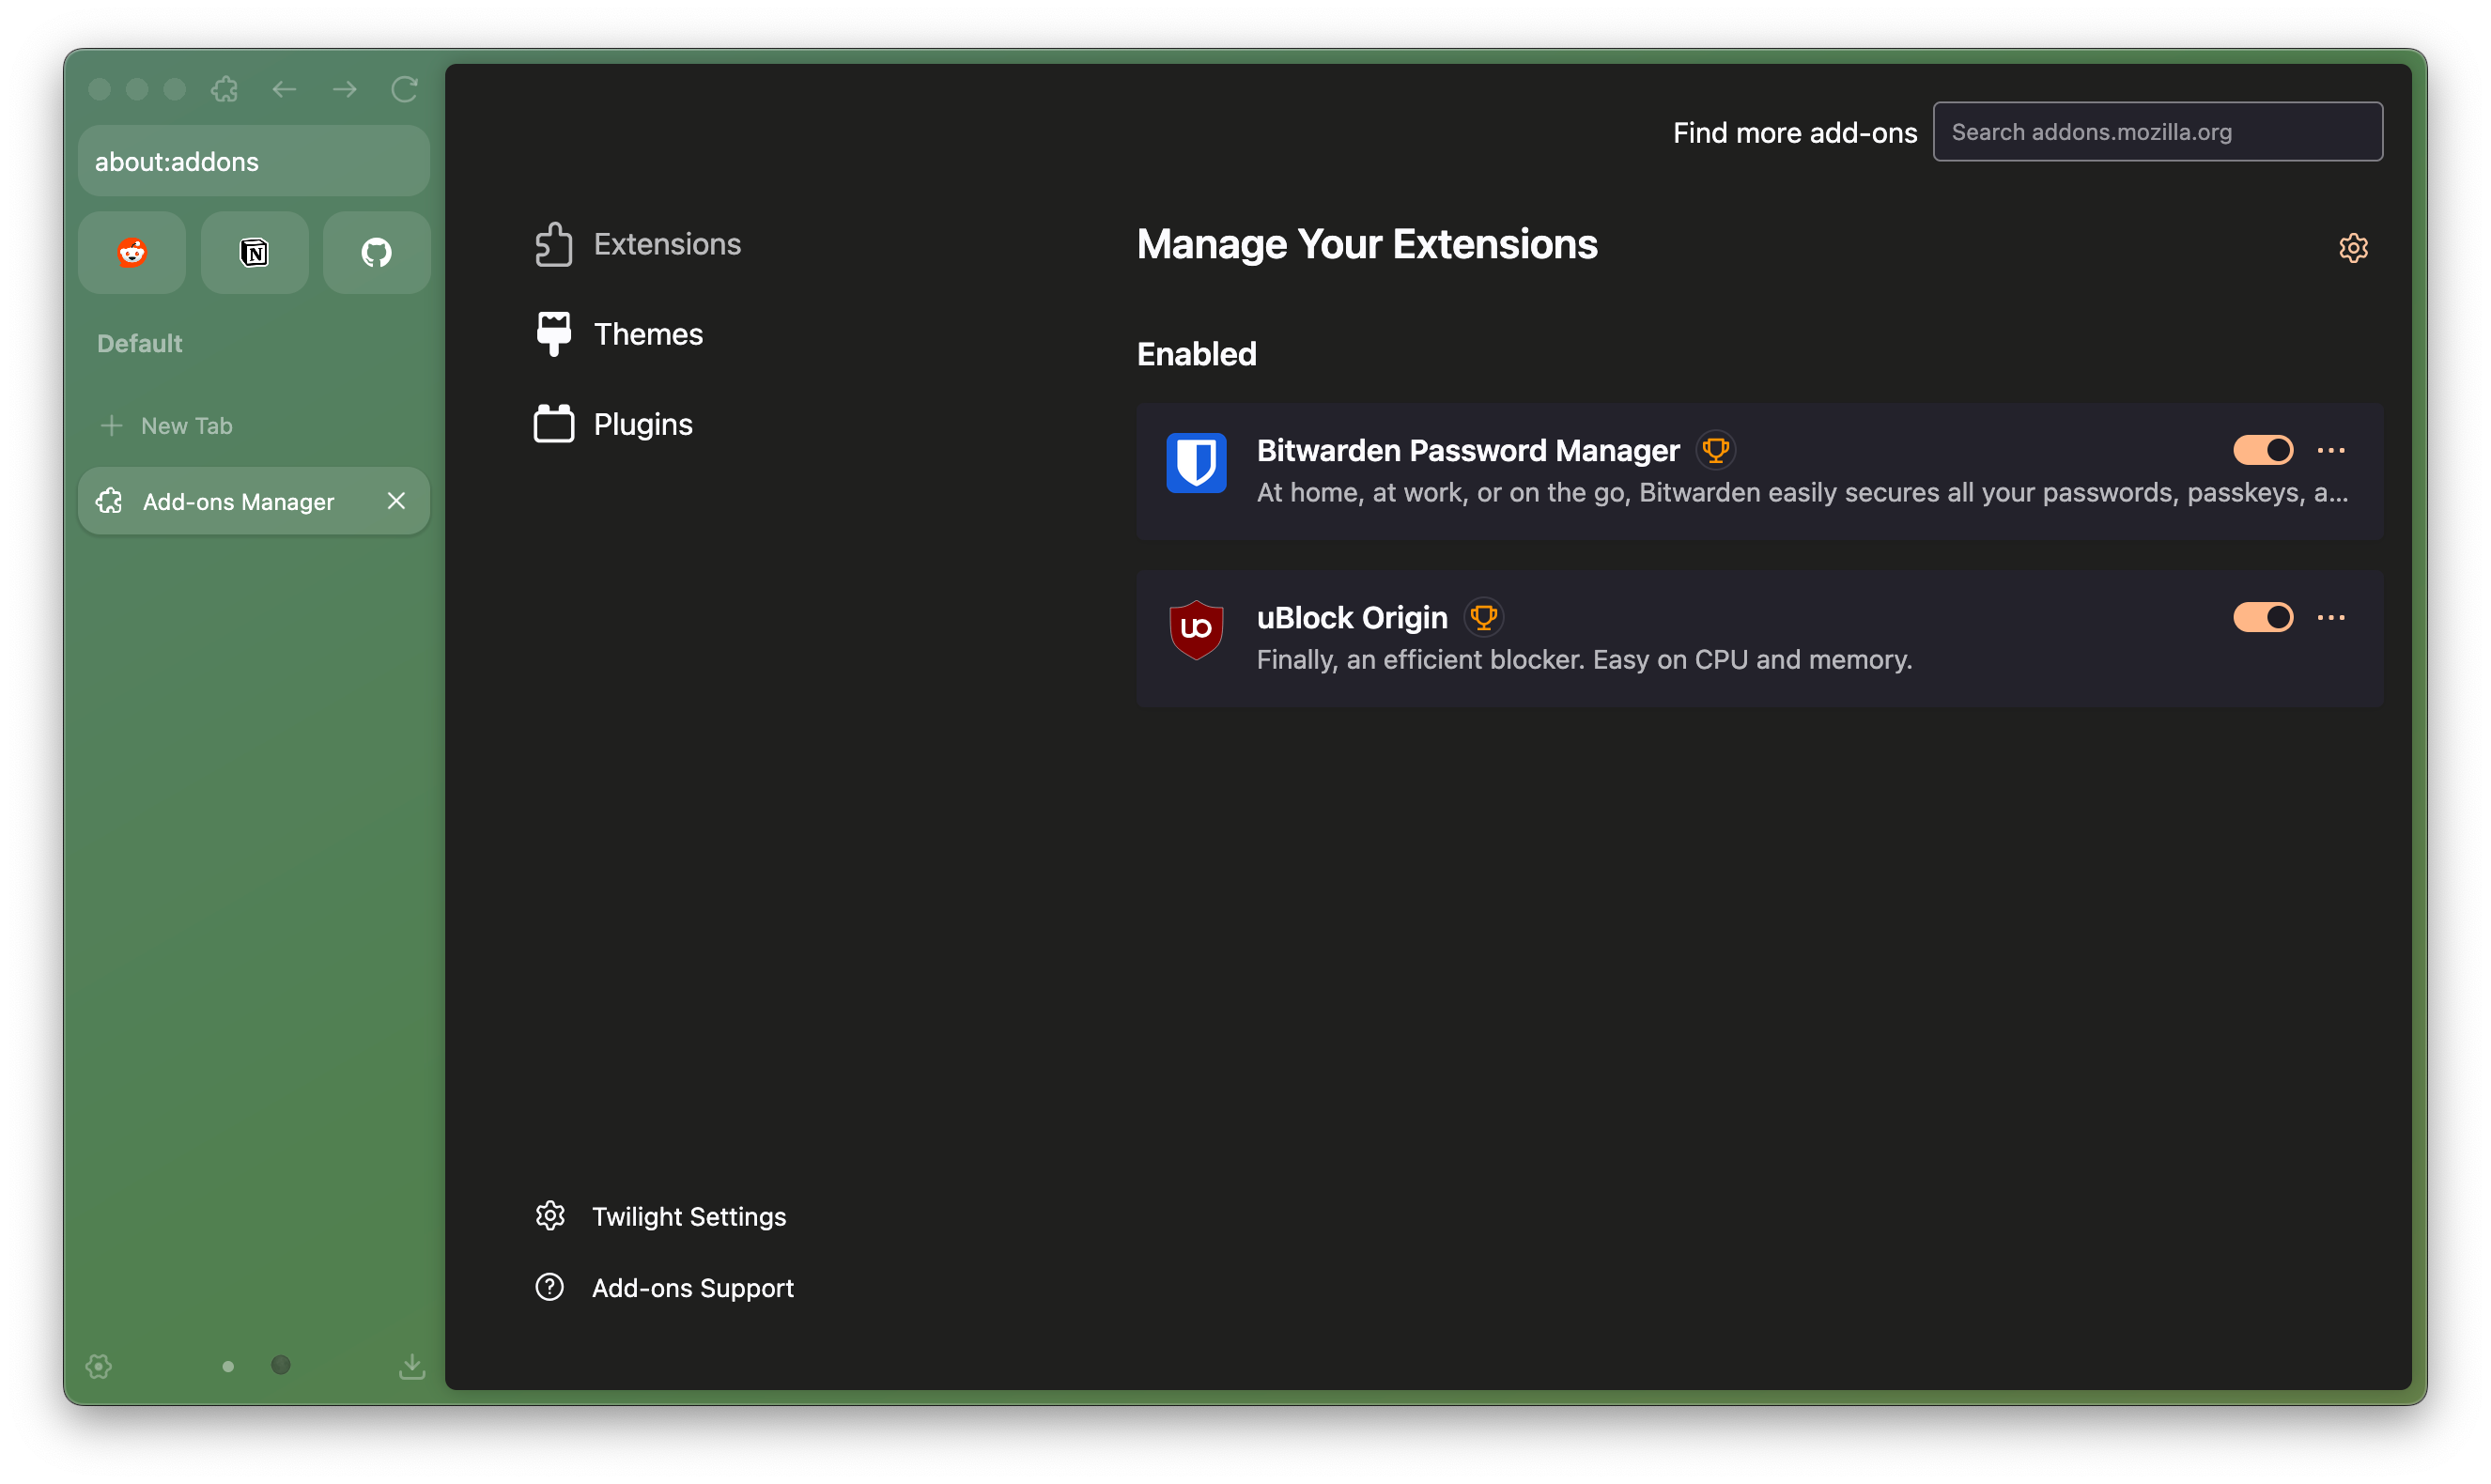 about:addons
Default
New Tab
Add-ons Manager
Find more add-ons
Search addons.mozilla.org
Extensions
Themes
Plugins
Manage Your Extensions
Enabled
Bitwarden Password Manager
At home, at work, or on the go, Bitwarden easily secures all your passwords, passkeys, a...
uBlock Origin
Finally, an efficient blocker. Easy on CPU and memory.
Twilight Settings
Add-ons Support